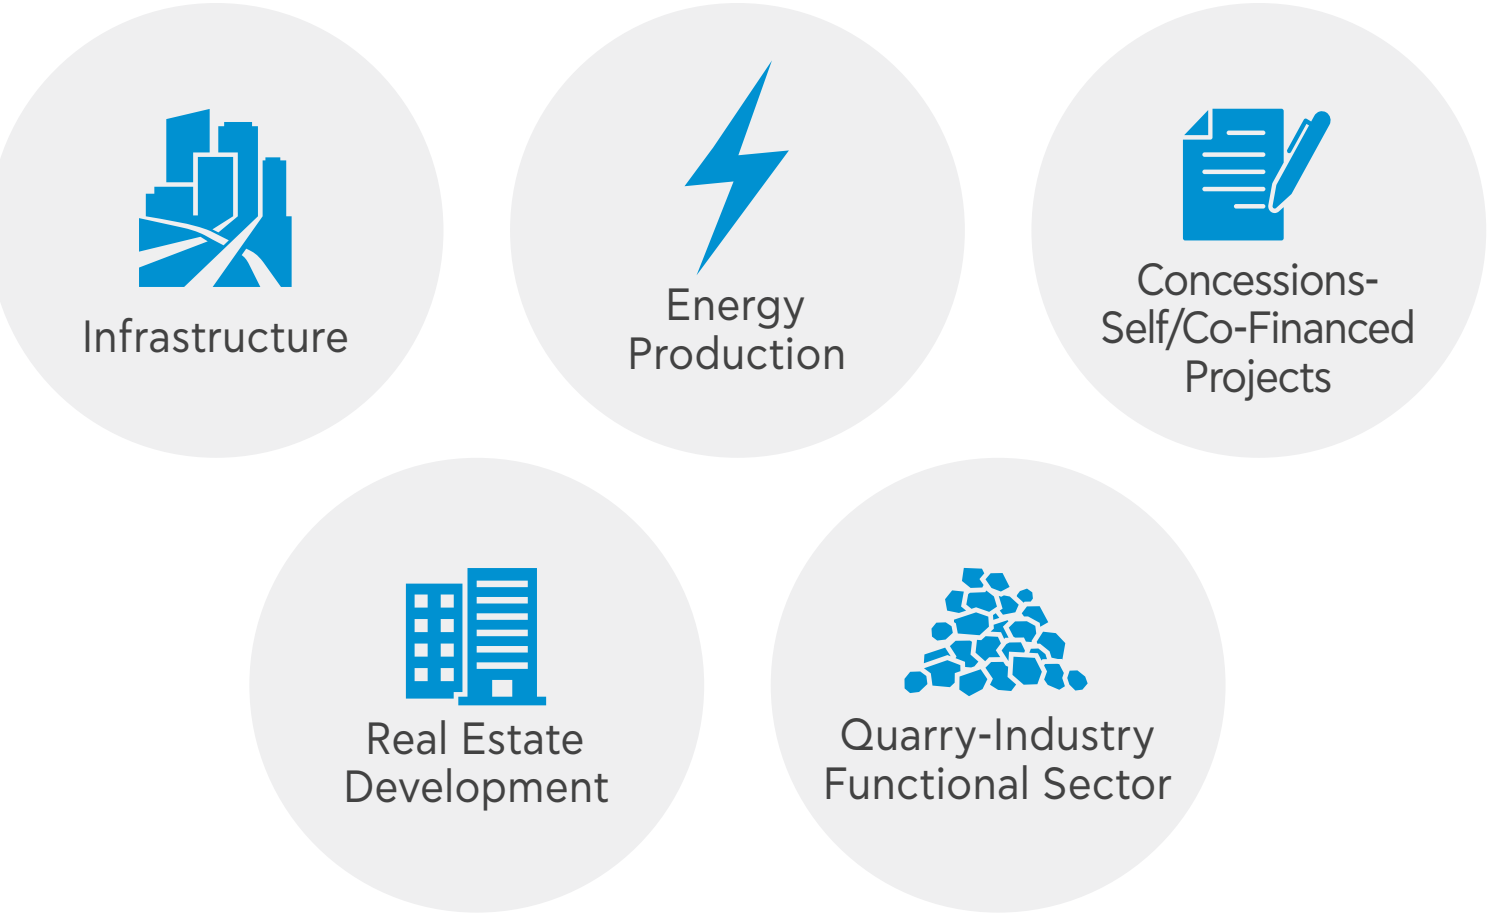 Infrastructure
Energy
Production
Concessions-
Self/Co-Financed
Projects
Real Estate
Development
Quarry-Industry
Functional Sector